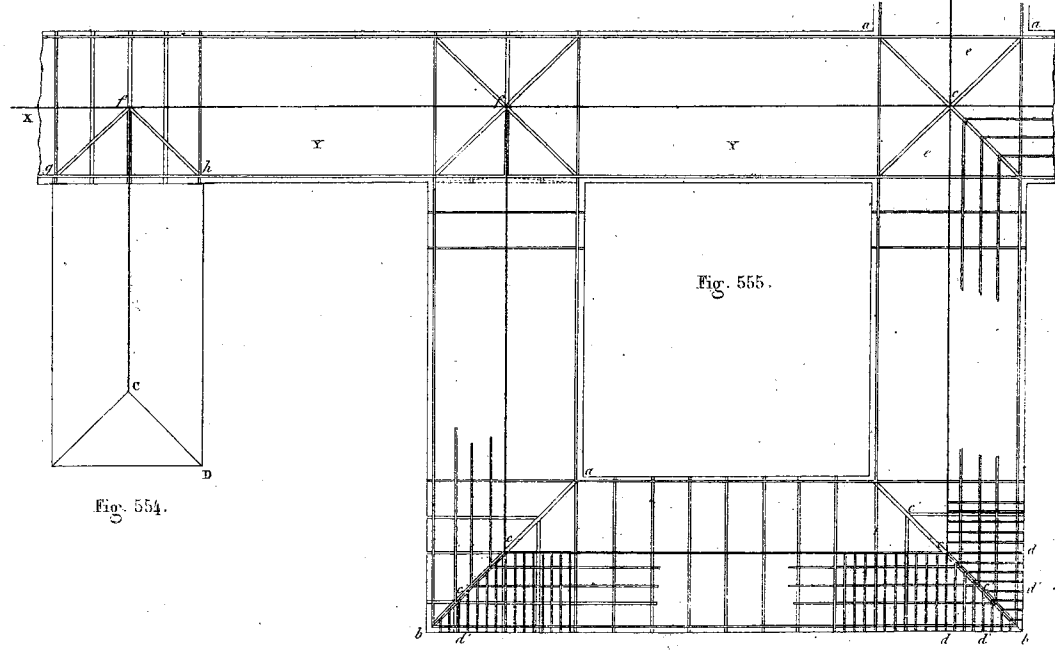 a a
e
f f c
X
Y Y e
g h
Fig. 555.
C
D a
Fig. 554.
c
c c
d
c c d'
b d' d d' b